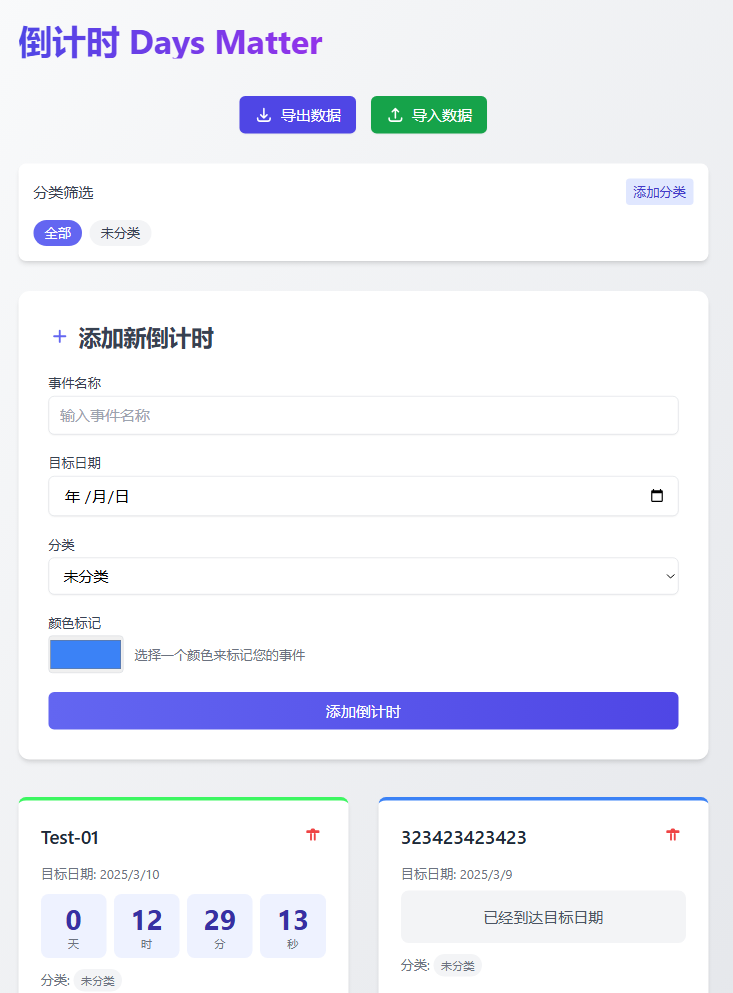 倒计时 Days Matter
导出数据 导入数据
分类筛选 添加分类
全部 未分类
添加新倒计时
事件名称
输入事件名称
目标日期
年 /月/日
分类
未分类
颜色标记
选择一个颜色来标记您的事件
添加倒计时
Test-01
目标日期: 2025/3/10
0 12 29 13
天 时 分 秒
分类: 未分类
323423423423
目标日期: 2025/3/9
已经到达目标日期
分类: 未分类